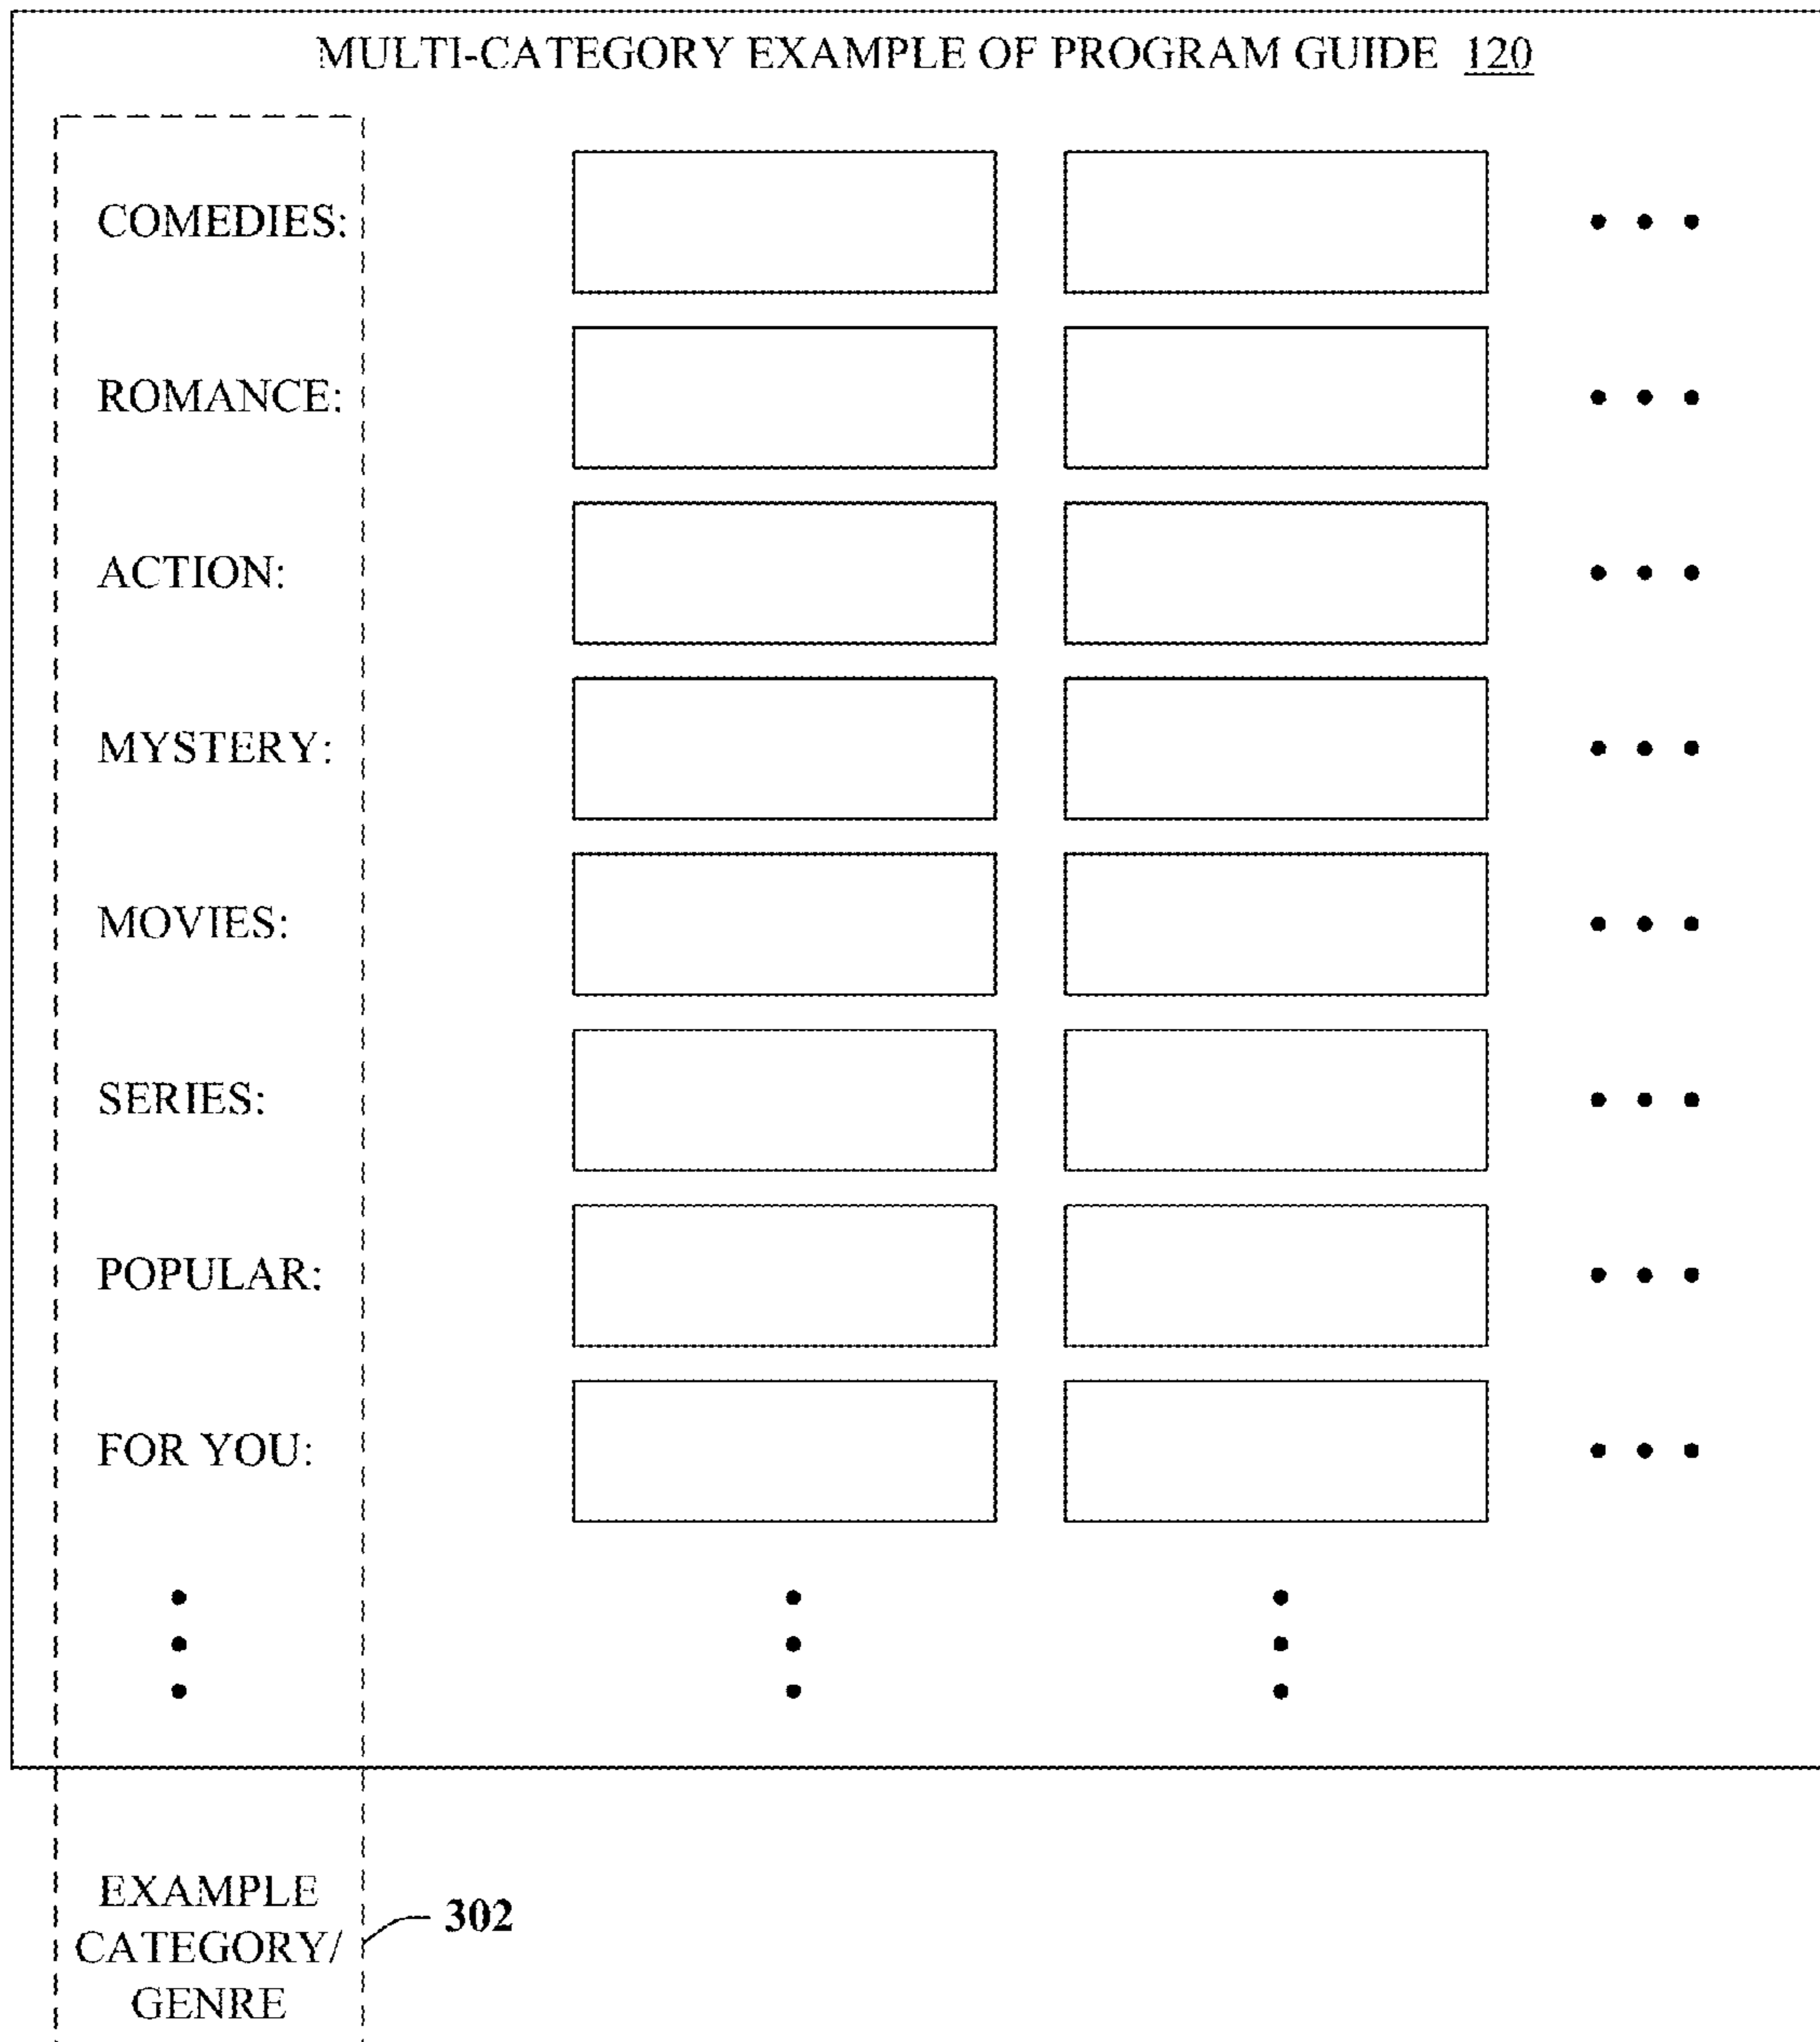 MULTI-CATEGORY EXAMPLE OF PROGRAM GUIDE 120
COMEDIES:
ROMANCE:
ACTION:
MYSTERY:
MOVIES:
SERIES:
POPULAR:
FOR YOU:
EXAMPLE
CATEGORY/
GENRE
302